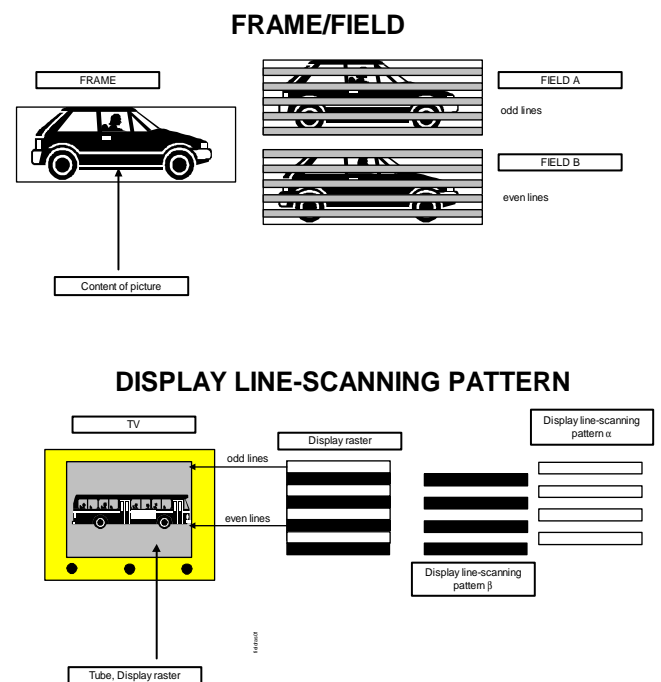 FRAME/FIELD
FRAME
FIELD A
odd lines
FIELD B
even lines
Content of picture
DISPLAY LINE-SCANNING PATTERN
TV
Display raster
Display line-scanning
pattern α
odd lines
even lines
Display line-scanning
pattern β
Tube, Display raster